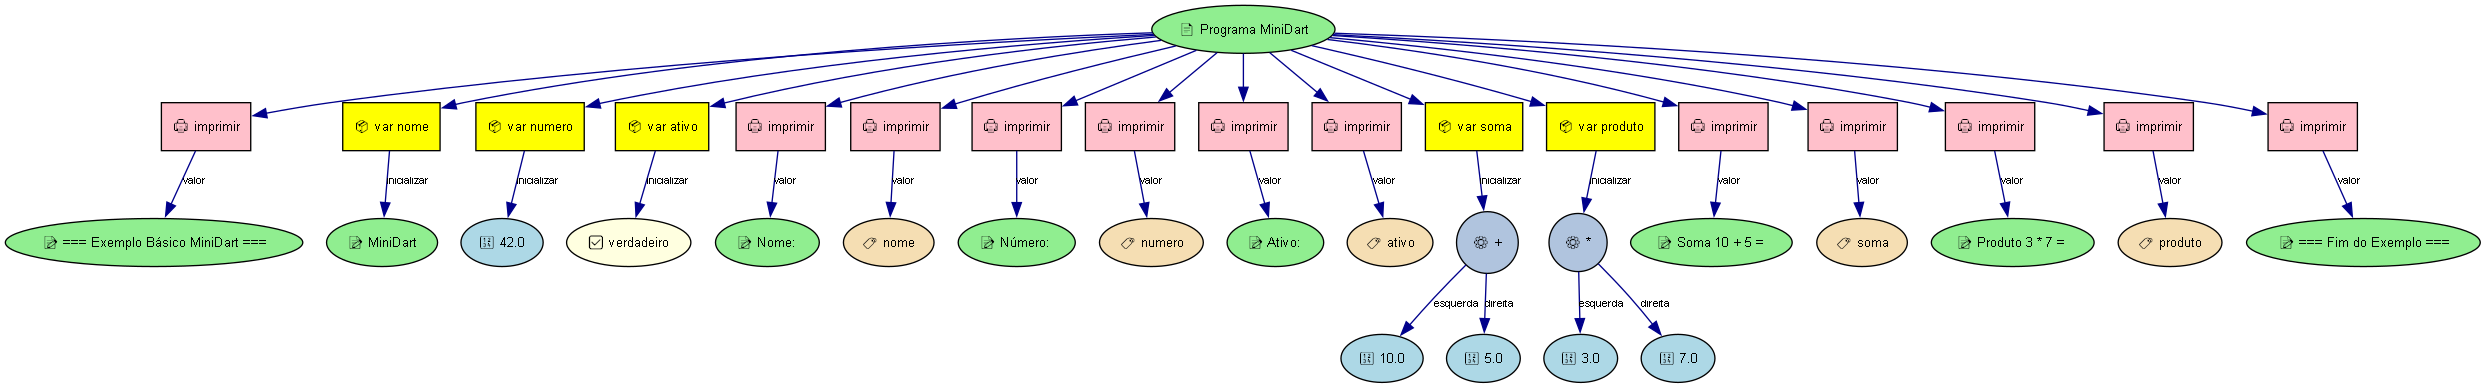 Programa MiniDart
imprimir
var nome
var numero
var ativo
imprimir
imprimir
imprimir
imprimir
imprimir
imprimir
var soma
var produto
imprimir
imprimir
imprimir
imprimir
imprimir
valor
inicializar
inicializar
inicializar
valor
valor
valor
valor
valor
valor
inicializar
inicializar
valor
valor
valor
valor
valor
=== Exemplo Básico MiniDart ===
MiniDart
42.0
verdadeiro
Nome:
nome
Número:
numero
Ativo:
ativo
+
*
Soma 10 + 5 =
soma
Produto 3 * 7 =
produto
=== Fim do Exemplo ===
esquerda
direita
esquerda
direita
10.0
5.0
3.0
7.0